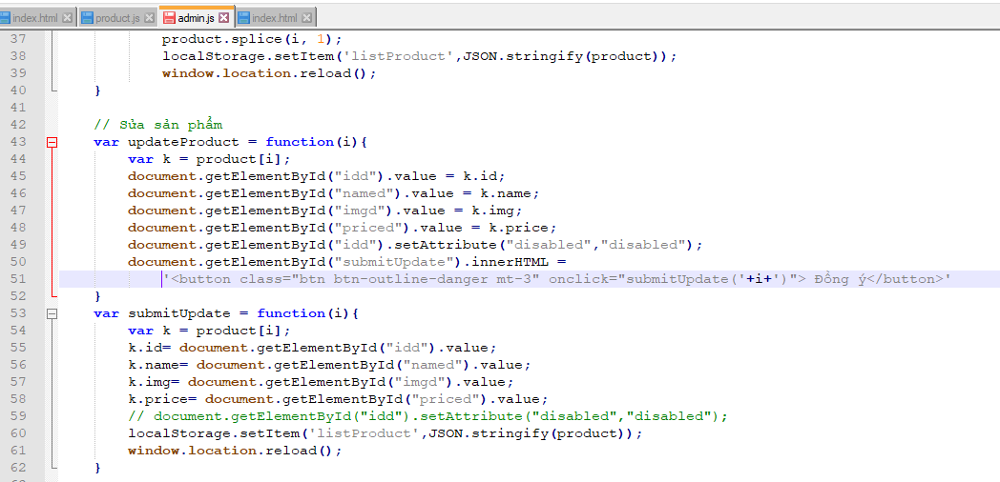 index.html product.js admin.js index.html
37 product.splice(i, 1);
38 localStorage.setItem('listProduct',JSON.stringify(product));
39 window.location.reload();
40 }
41
42 // Sửa sản phẩm
43 var updateProduct = function(i){
44 var k = product[i];
45 document.getElementById("idd").value = k.id;
46 document.getElementById("named").value = k.name;
47 document.getElementById("imgd").value = k.img;
48 document.getElementById("priced").value = k.price;
49 document.getElementById("idd").setAttribute("disabled","disabled");
50 document.getElementById("submitUpdate").innerHTML =
51 '<button class="btn btn-outline-danger mt-3" onclick="submitUpdate('+i+')"> Đồng ý</button>'
52 }
53 var submitUpdate = function(i){
54 var k = product[i];
55 k.id= document.getElementById("idd").value;
56 k.name= document.getElementById("named").value;
57 k.img= document.getElementById("imgd").value;
58 k.price= document.getElementById("priced").value;
59 // document.getElementById("idd").setAttribute("disabled","disabled");
60 localStorage.setItem('listProduct',JSON.stringify(product));
61 window.location.reload();
62 }